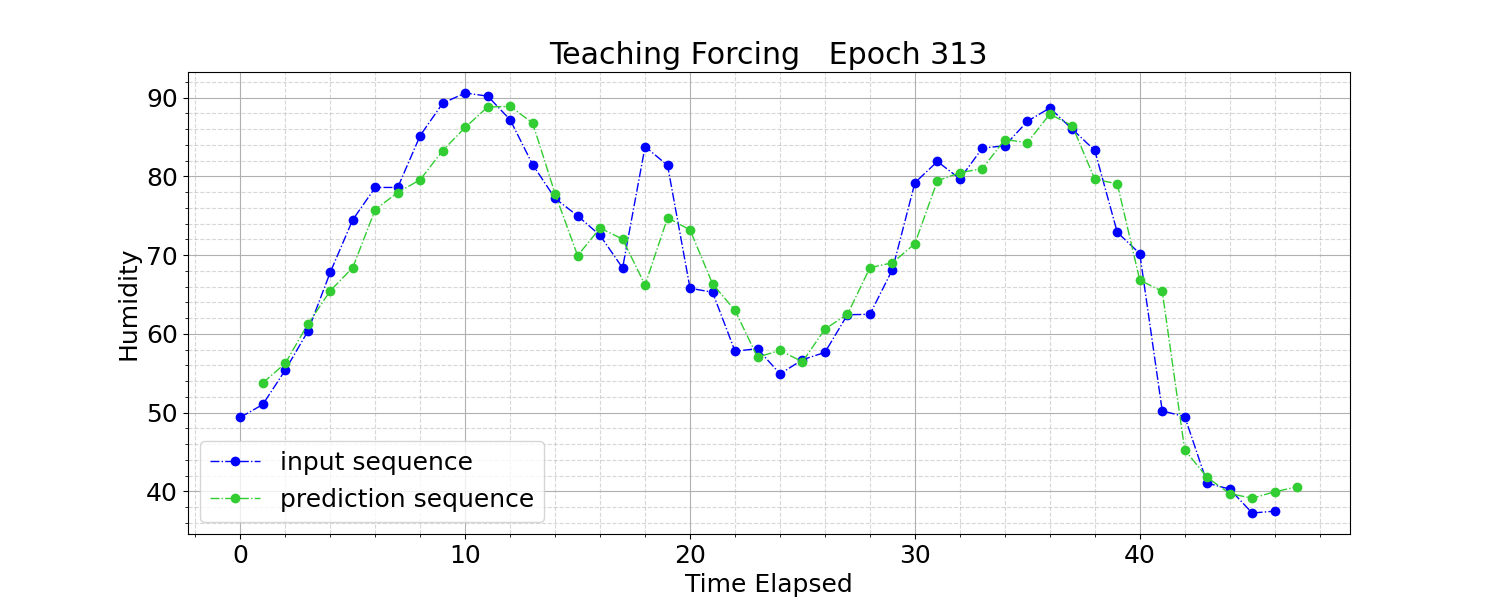 Teaching Forcing   Epoch 313
90
80
70
60
50
40
Humidity
input sequence
prediction sequence
0 10 20 30 40
Time Elapsed